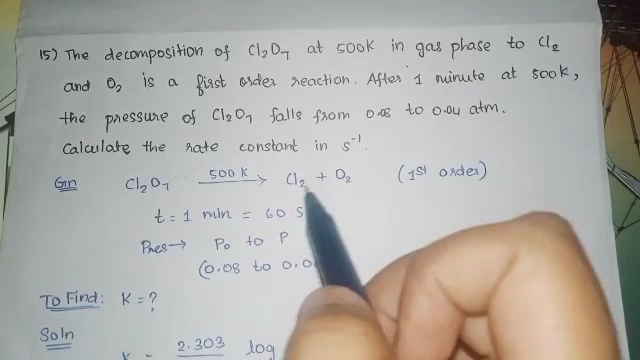 15) The decomposition of Cl2O7 at 500K in gas phase to Cl2
and O2 is a first order reaction. After 1 minute at 500K,
the pressure of Cl2O7 falls from 0.08 to 0.04 atm.
Calculate the rate constant in s⁻¹.
Gn Cl2O7 500K → Cl2 + O2 (1st order)
t = 1 min = 60 S
Pres → P0 to P
(0.08 to 0.0
To Find: K = ?
Soln
K = 2.303 log